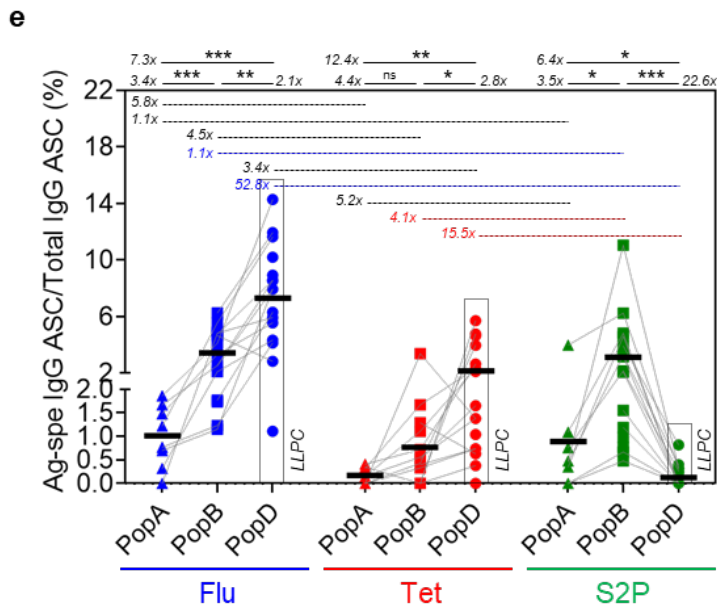 e
7.3x *** 12.4x ** 6.4x *
3.4x *** ** 2.1x 4.4x ns * 2.8x 3.5x * *** 22.6x
Ag-spe IgG ASC/Total IgG ASC (%)
22
5.8x
1.1x
18
4.5x
1.1x
3.4x
52.8x
14
5.2x
4.1x
15.5x
10
6
2
2.0
1.5
1.0
0.5
0.0
LLPC LLPC LLPC
PopA PopB PopD PopA PopB PopD PopA PopB PopD
Flu Tet S2P